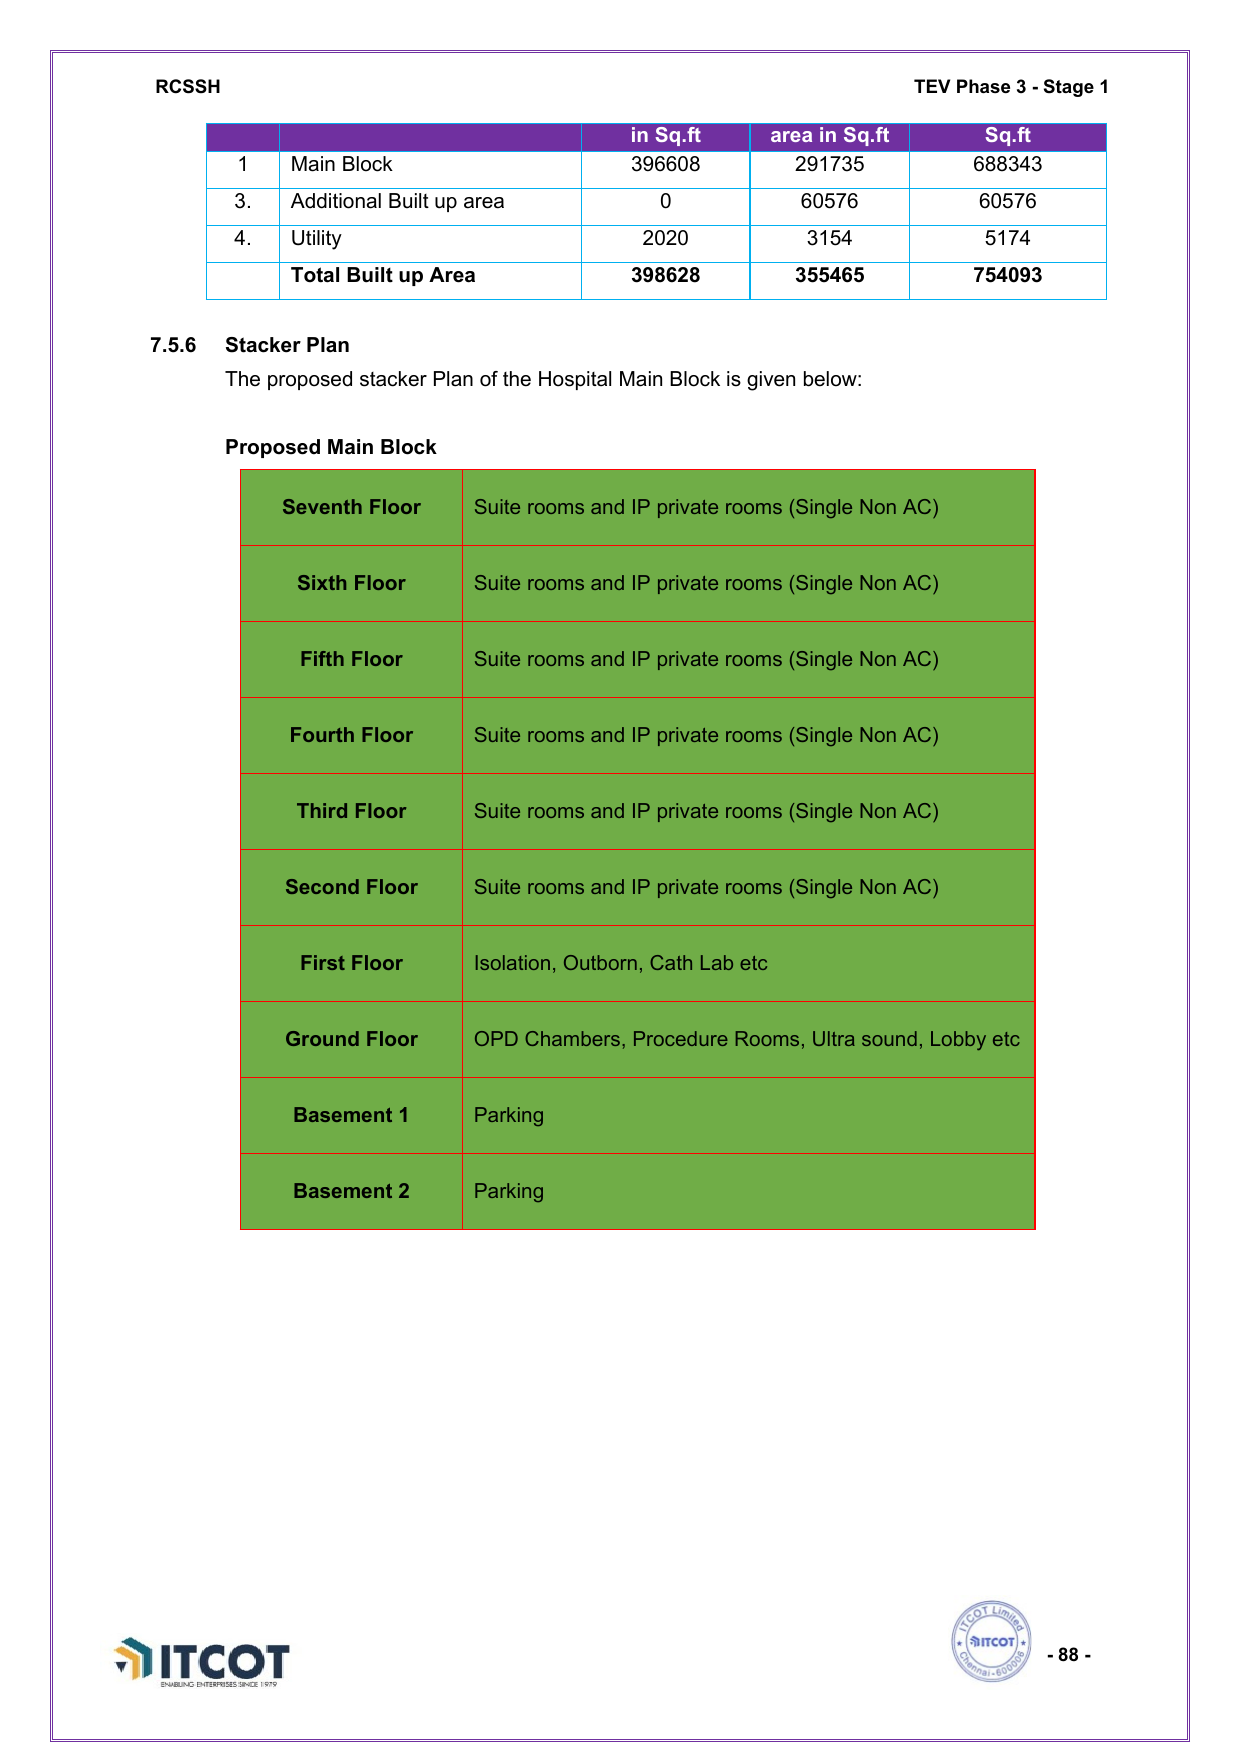 RCSSH TEV Phase 3 - Stage 1
in Sq.ft area in Sq.ft Sq.ft
1 Main Block 396608 291735 688343
3. Additional Built up area 0 60576 60576
4. Utility 2020 3154 5174
Total Built up Area 398628 355465 754093
7.5.6 Stacker Plan
The proposed stacker Plan of the Hospital Main Block is given below:
Proposed Main Block
Seventh Floor Suite rooms and IP private rooms (Single Non AC)
Sixth Floor Suite rooms and IP private rooms (Single Non AC)
Fifth Floor Suite rooms and IP private rooms (Single Non AC)
Fourth Floor Suite rooms and IP private rooms (Single Non AC)
Third Floor Suite rooms and IP private rooms (Single Non AC)
Second Floor Suite rooms and IP private rooms (Single Non AC)
First Floor Isolation, Outborn, Cath Lab etc
Ground Floor OPD Chambers, Procedure Rooms, Ultra sound, Lobby etc
Basement 1 Parking
Basement 2 Parking
ITCOT
ENABLING ENTERPRISES SINCE 1979
ITCOT Limited
ITCOT
Chennai-600006
- 88 -